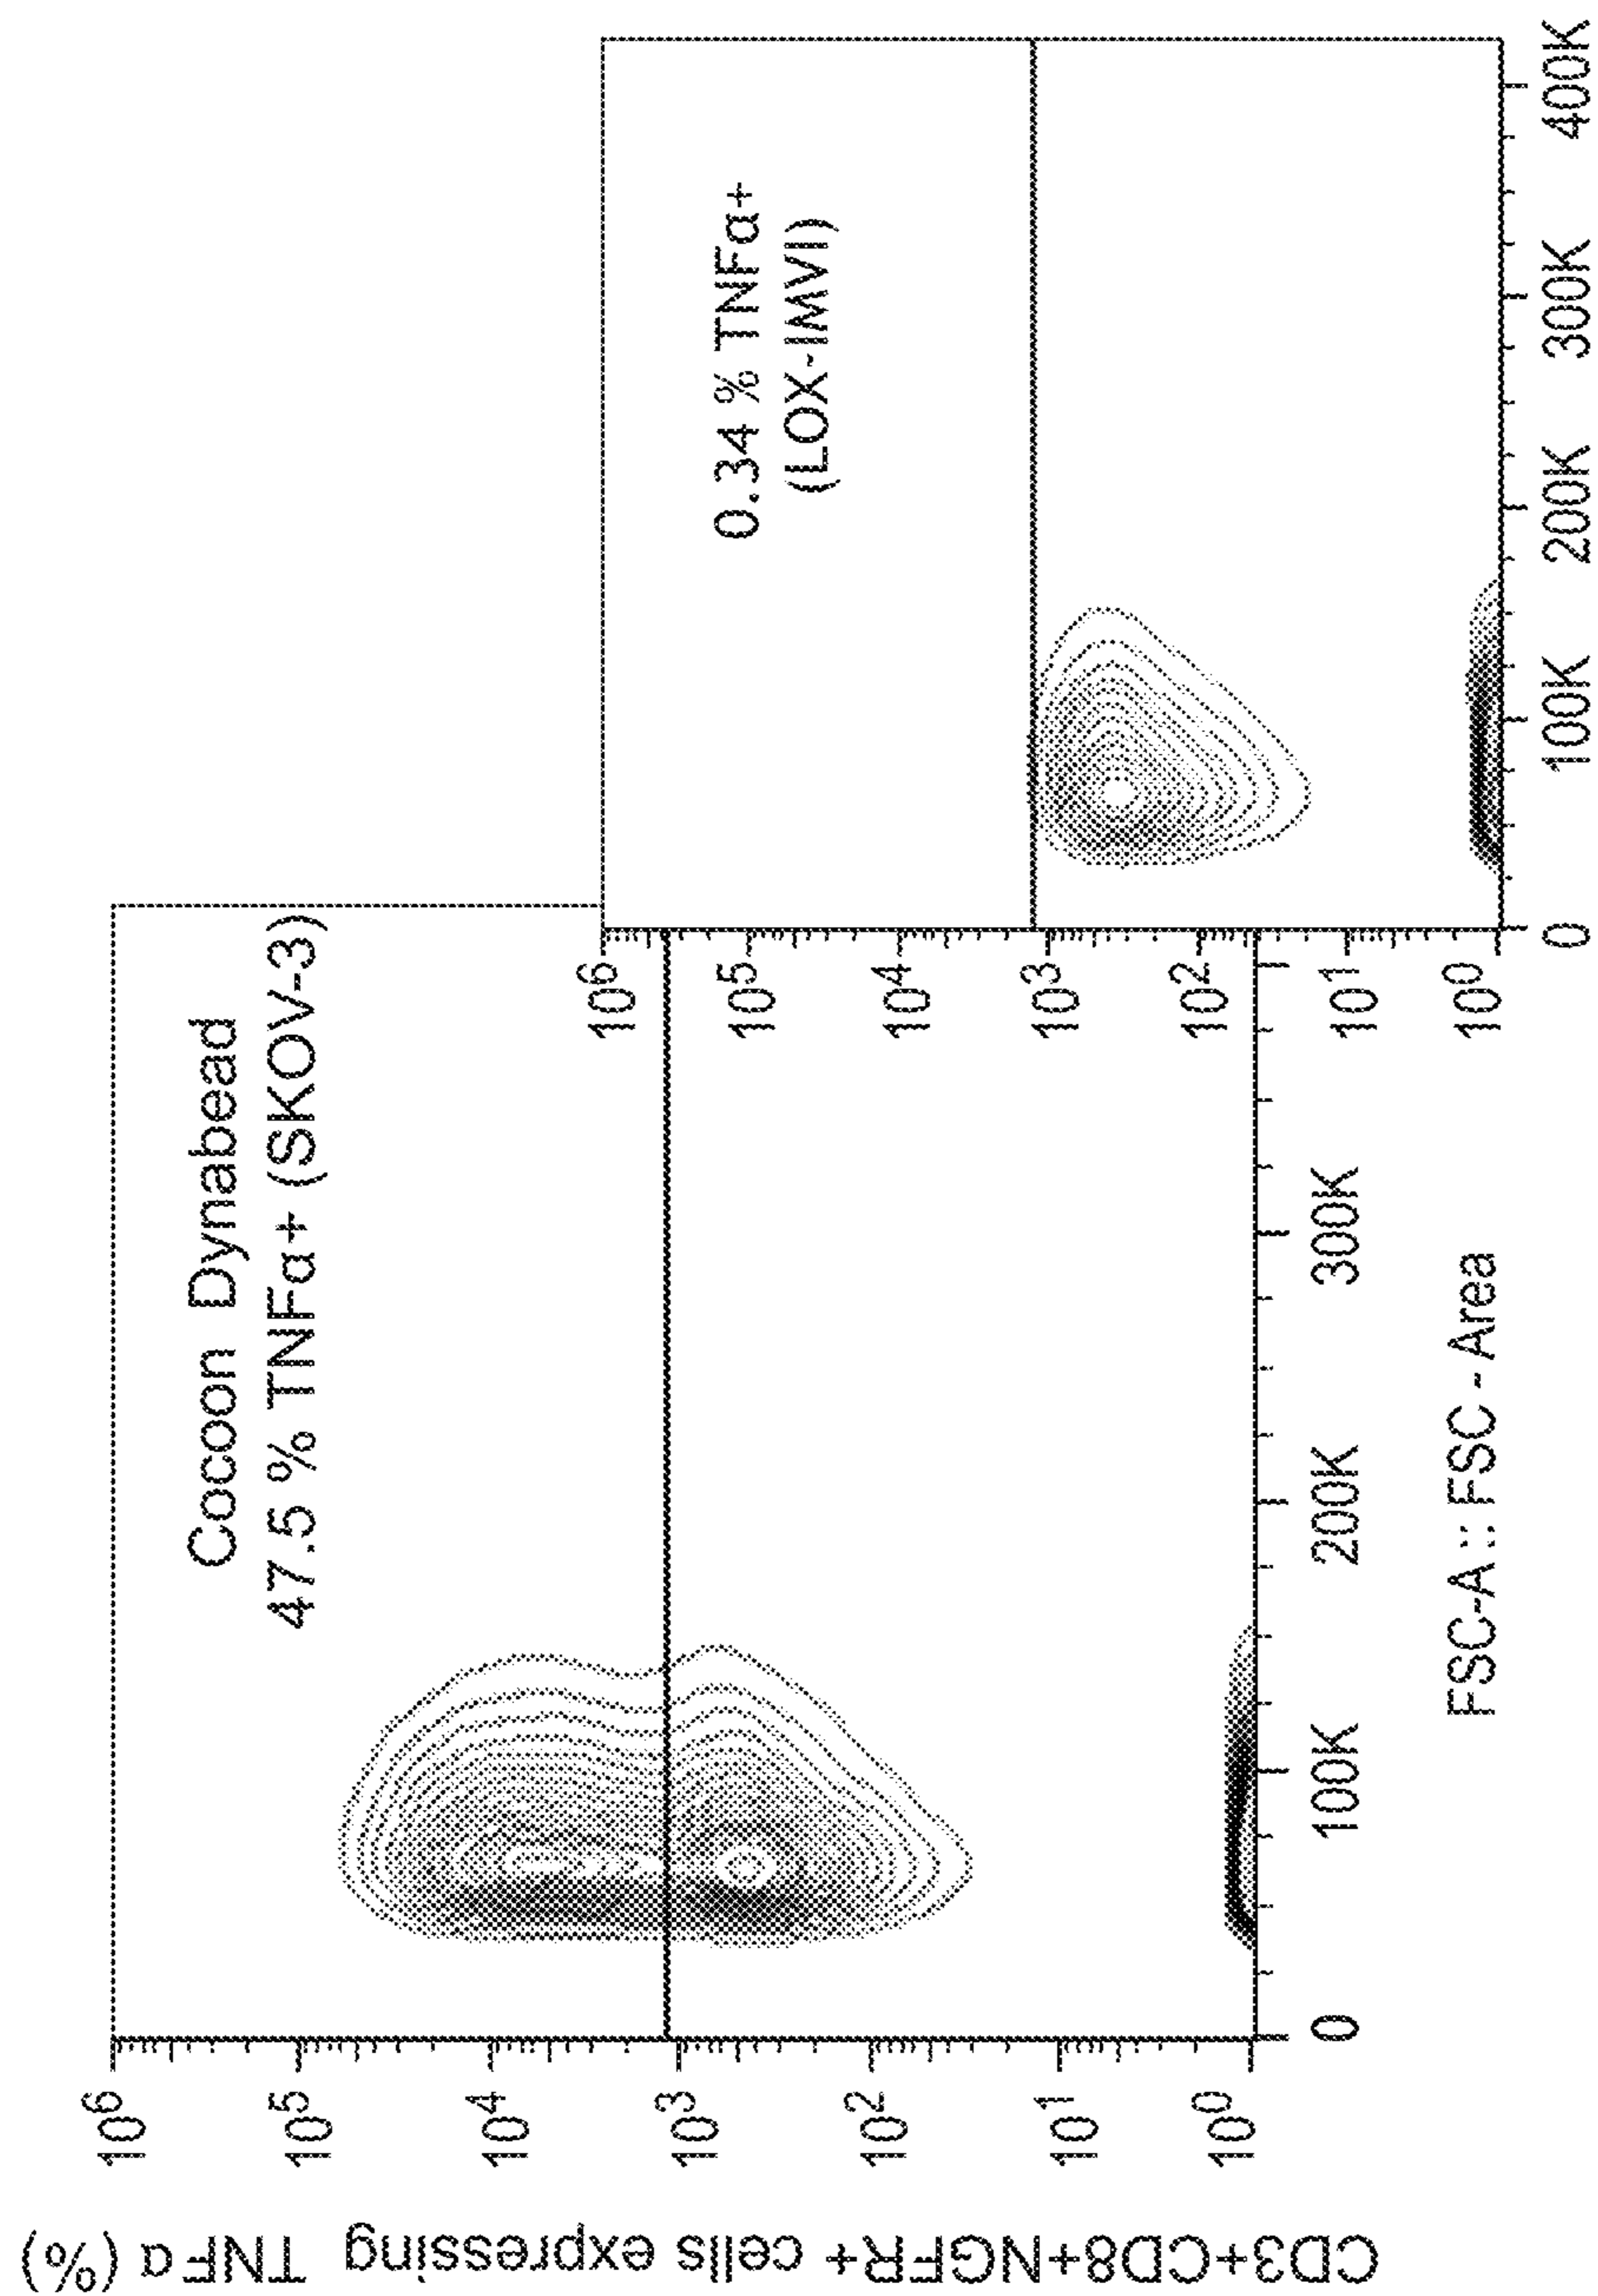 CD3+CD8+NGFR+ cells expressing TNFα (%)
10⁶
10⁵
10⁴
10³
10²
10¹
10⁰
Cocoon Dynabead
47.5 % TNFα+ (SKOV-3)
0
100K
200K
300K
FSC-A :: FSC - Area
10⁶
10⁵
10⁴
10³
10²
10¹
10⁰
0.34 % TNFα+
(LOX-IMVI)
0
100K
200K
300K
400K